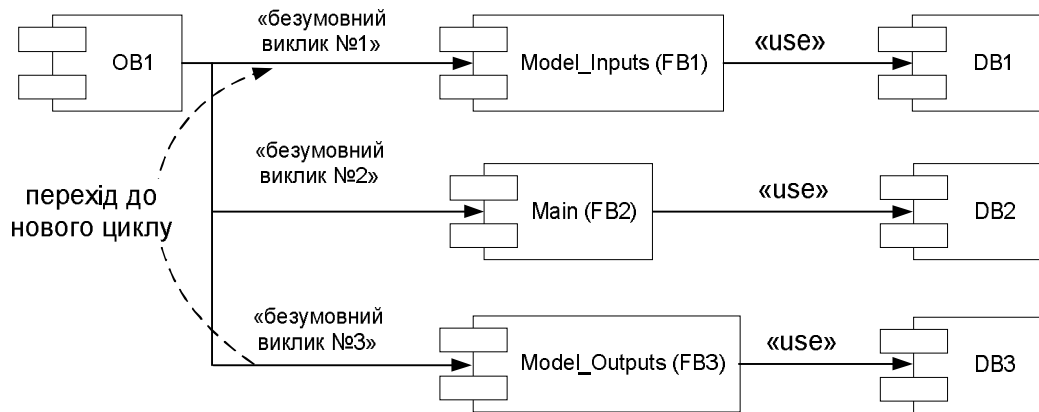 «безумовний
виклик №1»
OB1
Model_Inputs (FB1)
«use»
DB1
«безумовний
виклик №2»
перехід до
нового циклу
Main (FB2)
«use»
DB2
«безумовний
виклик №3»
Model_Outputs (FB3)
«use»
DB3